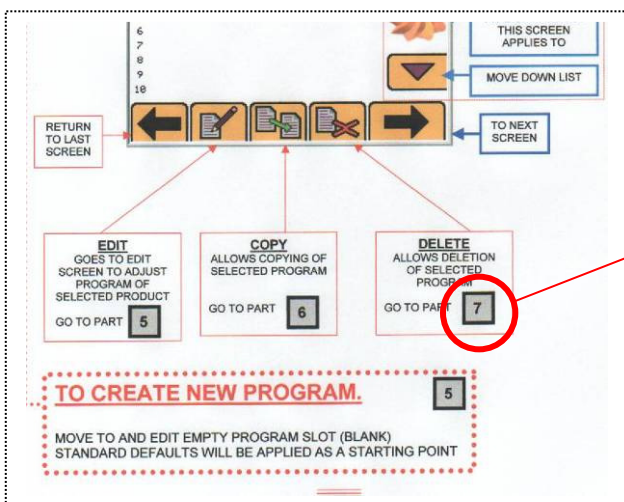 6
7
8
9
10
THIS SCREEN
APPLIES TO
MOVE DOWN LIST
RETURN
TO LAST
SCREEN
TO NEXT
SCREEN
EDIT
GOES TO EDIT
SCREEN TO ADJUST
PROGRAM OF
SELECTED PRODUCT
GO TO PART 5
COPY
ALLOWS COPYING OF
SELECTED PROGRAM
GO TO PART 6
DELETE
ALLOWS DELETION
OF SELECTED
PROGRAM
GO TO PART 7
TO CREATE NEW PROGRAM. 5
MOVE TO AND EDIT EMPTY PROGRAM SLOT (BLANK)
STANDARD DEFAULTS WILL BE APPLIED AS A STARTING POINT